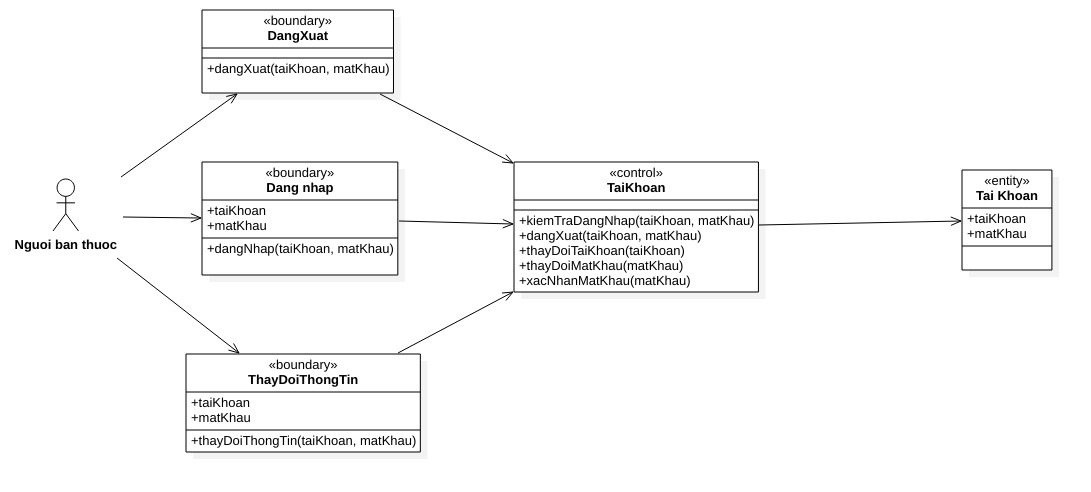 «boundary»
DangXuat
+dangXuat(taiKhoan, matKhau)
Nguoi ban thuoc
«boundary»
Dang nhap
+taiKhoan
+matKhau
+dangNhap(taiKhoan, matKhau)
«boundary»
ThayDoiThongTin
+taiKhoan
+matKhau
+thayDoiThongTin(taiKhoan, matKhau)
«control»
TaiKhoan
+kiemTraDangNhap(taiKhoan, matKhau)
+dangXuat(taiKhoan, matKhau)
+thayDoiTaiKhoan(taiKhoan)
+thayDoiMatKhau(matKhau)
+xacNhanMatKhau(matKhau)
«entity»
Tai Khoan
+taiKhoan
+matKhau